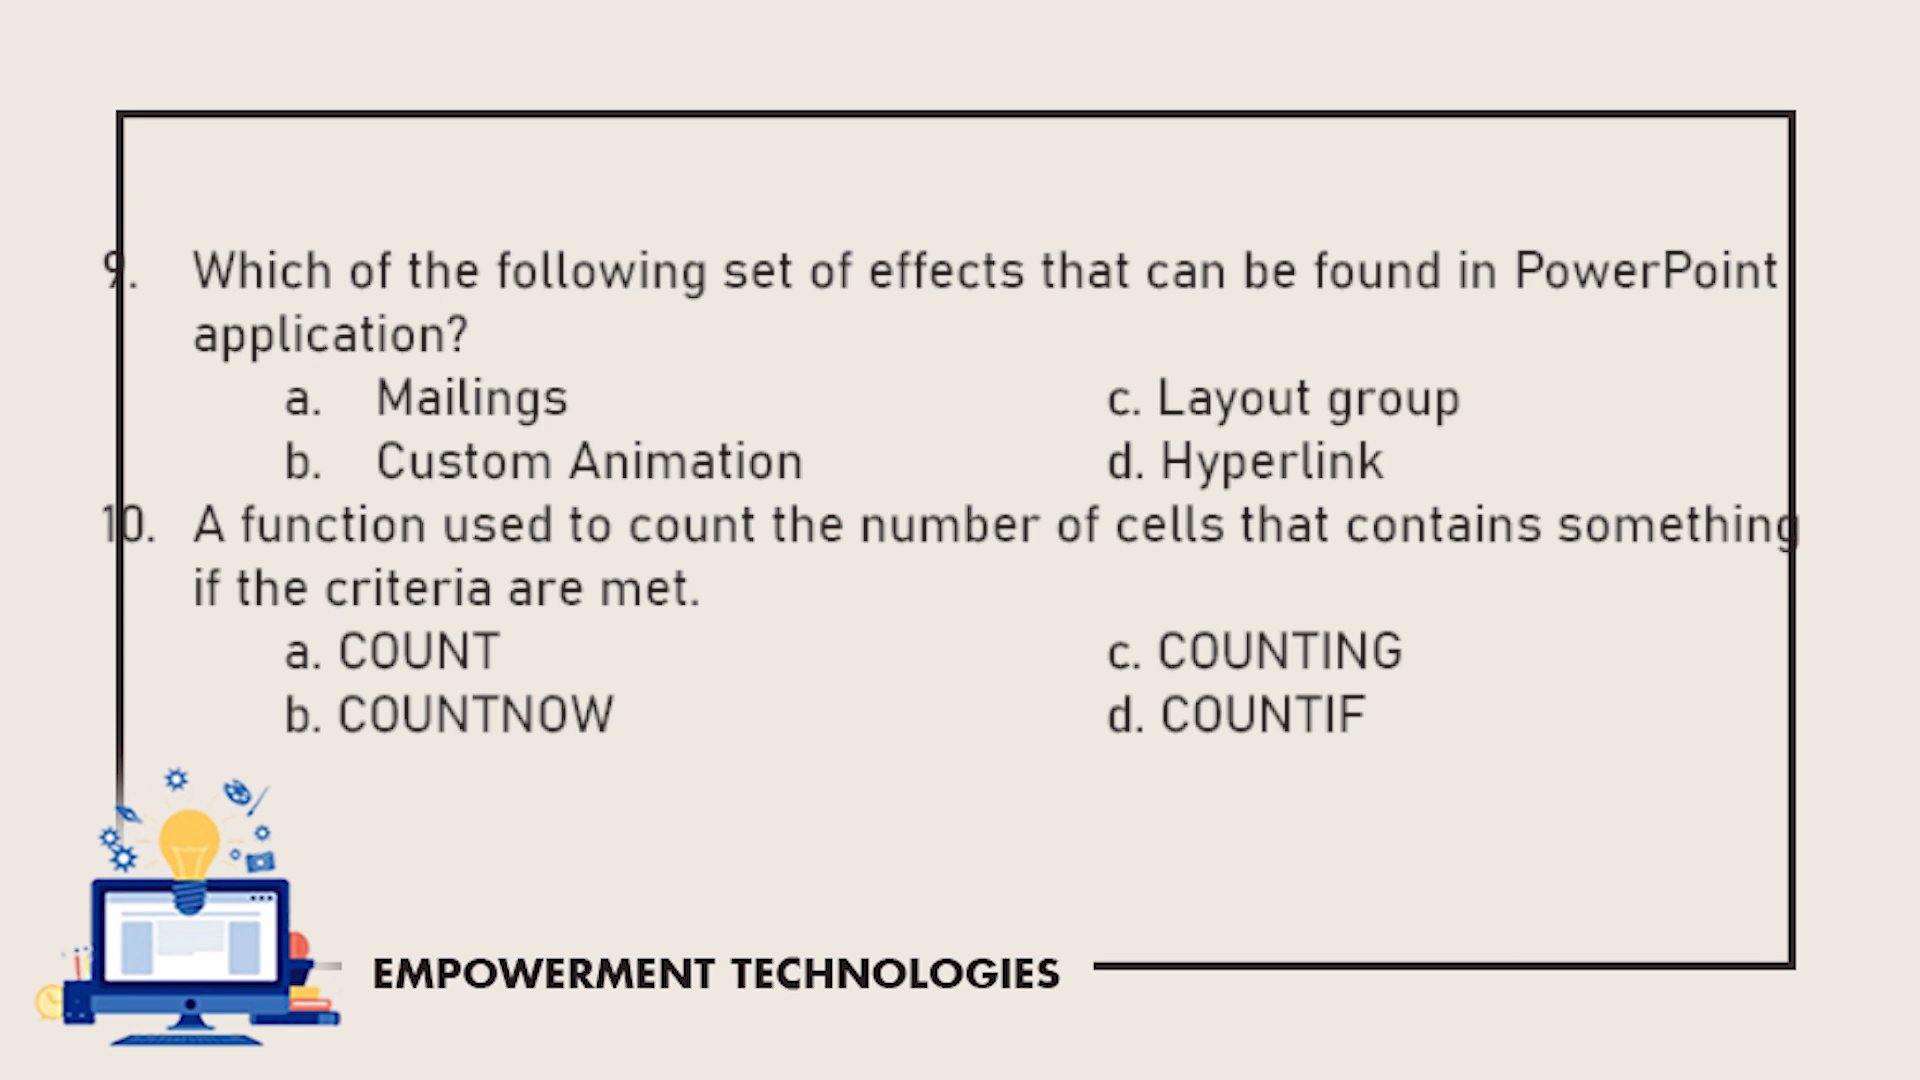 9. Which of the following set of effects that can be found in PowerPoint
application?
a. Mailings c. Layout group
b. Custom Animation d. Hyperlink
10. A function used to count the number of cells that contains something
if the criteria are met.
a. COUNT c. COUNTING
b. COUNTNOW d. COUNTIF
EMPOWERMENT TECHNOLOGIES